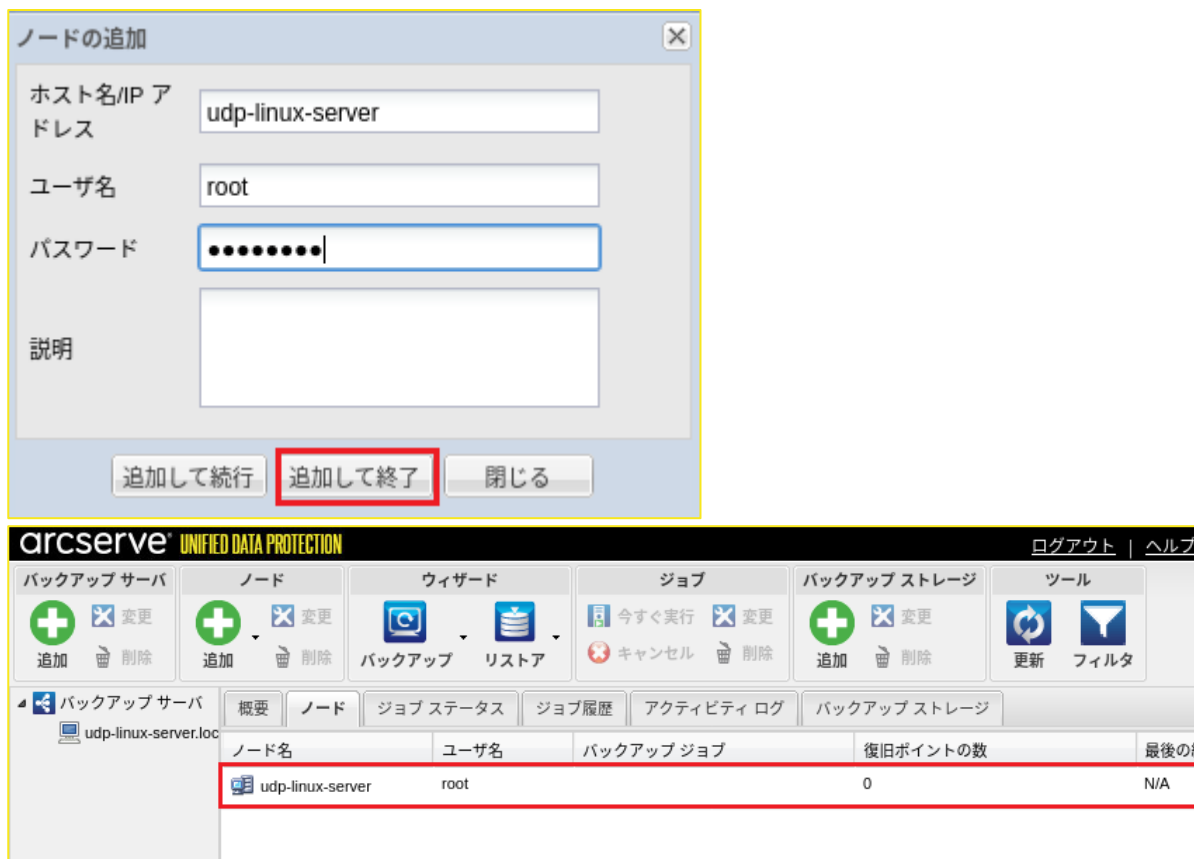 ノードの追加
ホスト名/IP ア
ドレス
udp-linux-server
ユーザ名
root
パスワード
●●●●●●●●
説明
追加して続行 追加して終了 閉じる
arcserve® UNIFIED DATA PROTECTION ログアウト | ヘルプ
バックアップ サーバ ノード ウィザード ジョブ バックアップ ストレージ ツール
追加 変更 削除 追加 変更 削除 バックアップ リストア 今すぐ実行 変更 キャンセル 削除 追加 変更 削除 更新 フィルタ
バックアップ サーバ
udp-linux-server.loc
概要 ノード ジョブ ステータス ジョブ履歴 アクティビティ ログ バックアップ ストレージ
ノード名 ユーザ名 バックアップ ジョブ 復旧ポイントの数 最後の
udp-linux-server root 0 N/A